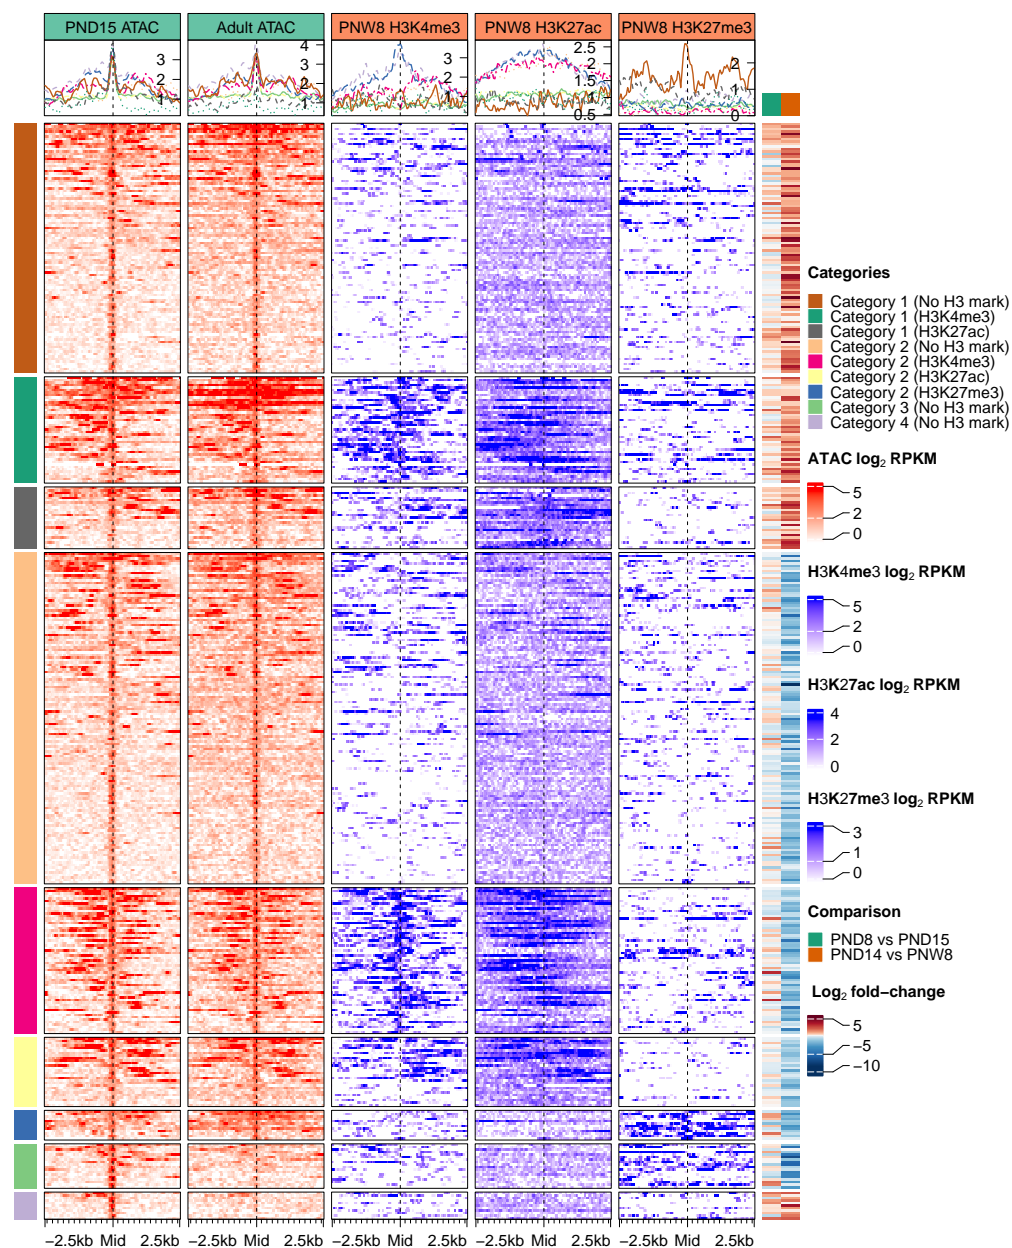 PND15 ATAC
Adult ATAC
PNW8 H3K4me3
PNW8 H3K27ac
PNW8 H3K27me3
3
2
1
4
3
2
1
3
2
1
2.5
2
1.5
1
0.5
2
1
0
Categories
Category 1 (No H3 mark)
Category 1 (H3K4me3)
Category 1 (H3K27ac)
Category 2 (No H3 mark)
Category 2 (H3K4me3)
Category 2 (H3K27ac)
Category 2 (H3K27me3)
Category 3 (No H3 mark)
Category 4 (No H3 mark)
ATAC log₂ RPKM
5
2
0
H3K4me3 log₂ RPKM
5
2
0
H3K27ac log₂ RPKM
4
2
0
H3K27me3 log₂ RPKM
3
1
0
Comparison
PND8 vs PND15
PND14 vs PNW8
Log₂ fold−change
5
−5
−10
−2.5kb Mid 2.5kb
−2.5kb Mid 2.5kb
−2.5kb Mid 2.5kb
−2.5kb Mid 2.5kb
−2.5kb Mid 2.5kb